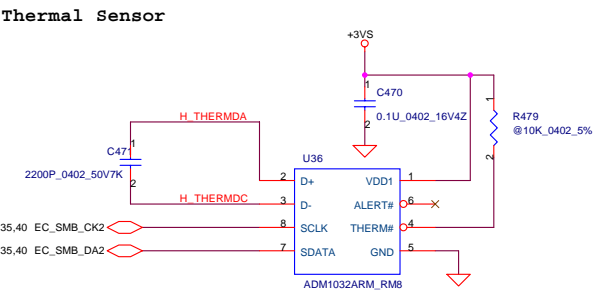 Thermal Sensor
+3VS
1
C470
0.1U_0402_16V4Z
2
1
R479
@10K_0402_5%
2
H_THERMDA
1
C471
2200P_0402_50V7K
2
H_THERMDC
U36
2 D+ VDD1 1
3 D- ALERT# 6
35,40 EC_SMB_CK2 8 SCLK THERM# 4
35,40 EC_SMB_DA2 7 SDATA GND 5
ADM1032ARM_RM8